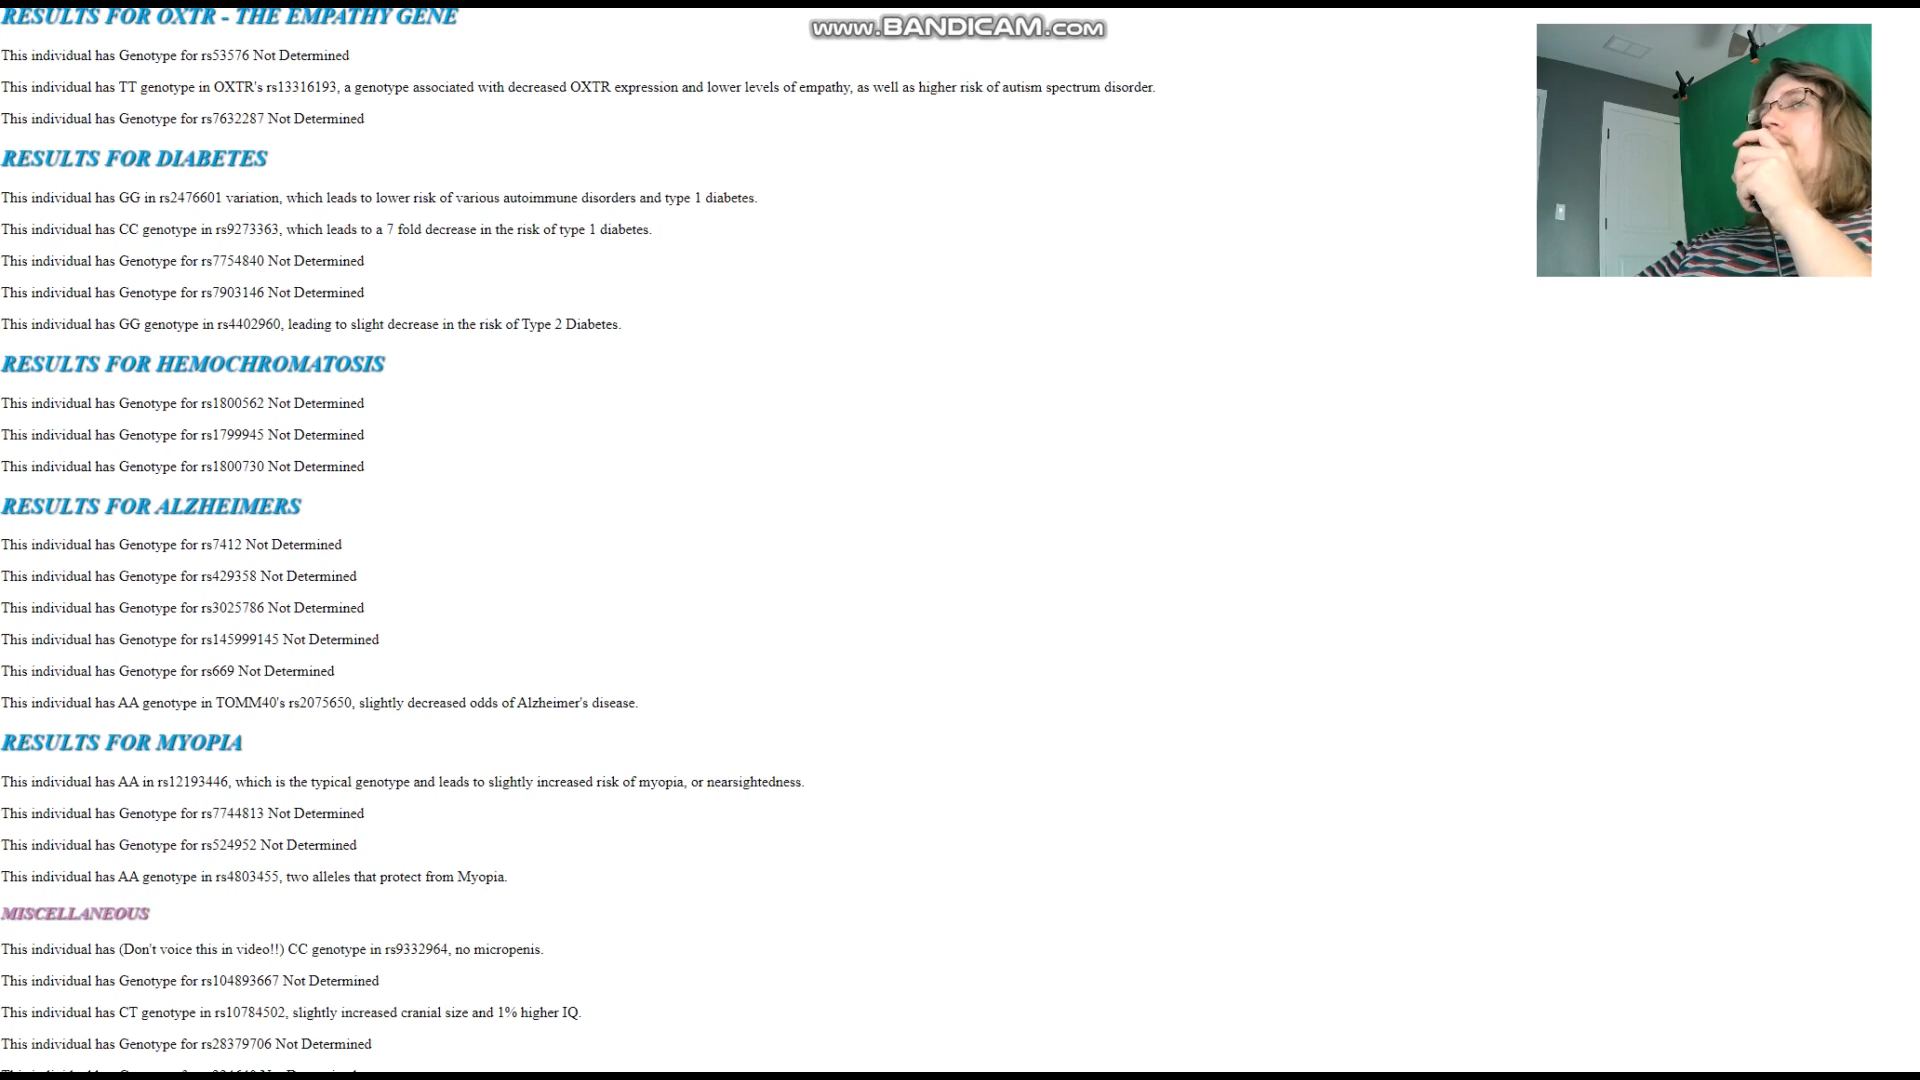 RESULTS FOR OXTR - THE EMPATHY GENE
www.BANDICAM.com
This individual has Genotype for rs53576 Not Determined
This individual has TT genotype in OXTR's rs13316193, a genotype associated with decreased OXTR expression and lower levels of empathy, as well as higher risk of autism spectrum disorder.
This individual has Genotype for rs7632287 Not Determined
RESULTS FOR DIABETES
This individual has GG in rs2476601 variation, which leads to lower risk of various autoimmune disorders and type 1 diabetes.
This individual has CC genotype in rs9273363, which leads to a 7 fold decrease in the risk of type 1 diabetes.
This individual has Genotype for rs7754840 Not Determined
This individual has Genotype for rs7903146 Not Determined
This individual has GG genotype in rs4402960, leading to slight decrease in the risk of Type 2 Diabetes.
RESULTS FOR HEMOCHROMATOSIS
This individual has Genotype for rs1800562 Not Determined
This individual has Genotype for rs1799945 Not Determined
This individual has Genotype for rs1800730 Not Determined
RESULTS FOR ALZHEIMERS
This individual has Genotype for rs7412 Not Determined
This individual has Genotype for rs429358 Not Determined
This individual has Genotype for rs3025786 Not Determined
This individual has Genotype for rs145999145 Not Determined
This individual has Genotype for rs669 Not Determined
This individual has AA genotype in TOMM40's rs2075650, slightly decreased odds of Alzheimer's disease.
RESULTS FOR MYOPIA
This individual has AA in rs12193446, which is the typical genotype and leads to slightly increased risk of myopia, or nearsightedness.
This individual has Genotype for rs7744813 Not Determined
This individual has Genotype for rs524952 Not Determined
This individual has AA genotype in rs4803455, two alleles that protect from Myopia.
MISCELLANEOUS
This individual has (Don't voice this in video!!) CC genotype in rs9332964, no micropenis.
This individual has Genotype for rs104893667 Not Determined
This individual has CT genotype in rs10784502, slightly increased cranial size and 1% higher IQ.
This individual has Genotype for rs28379706 Not Determined